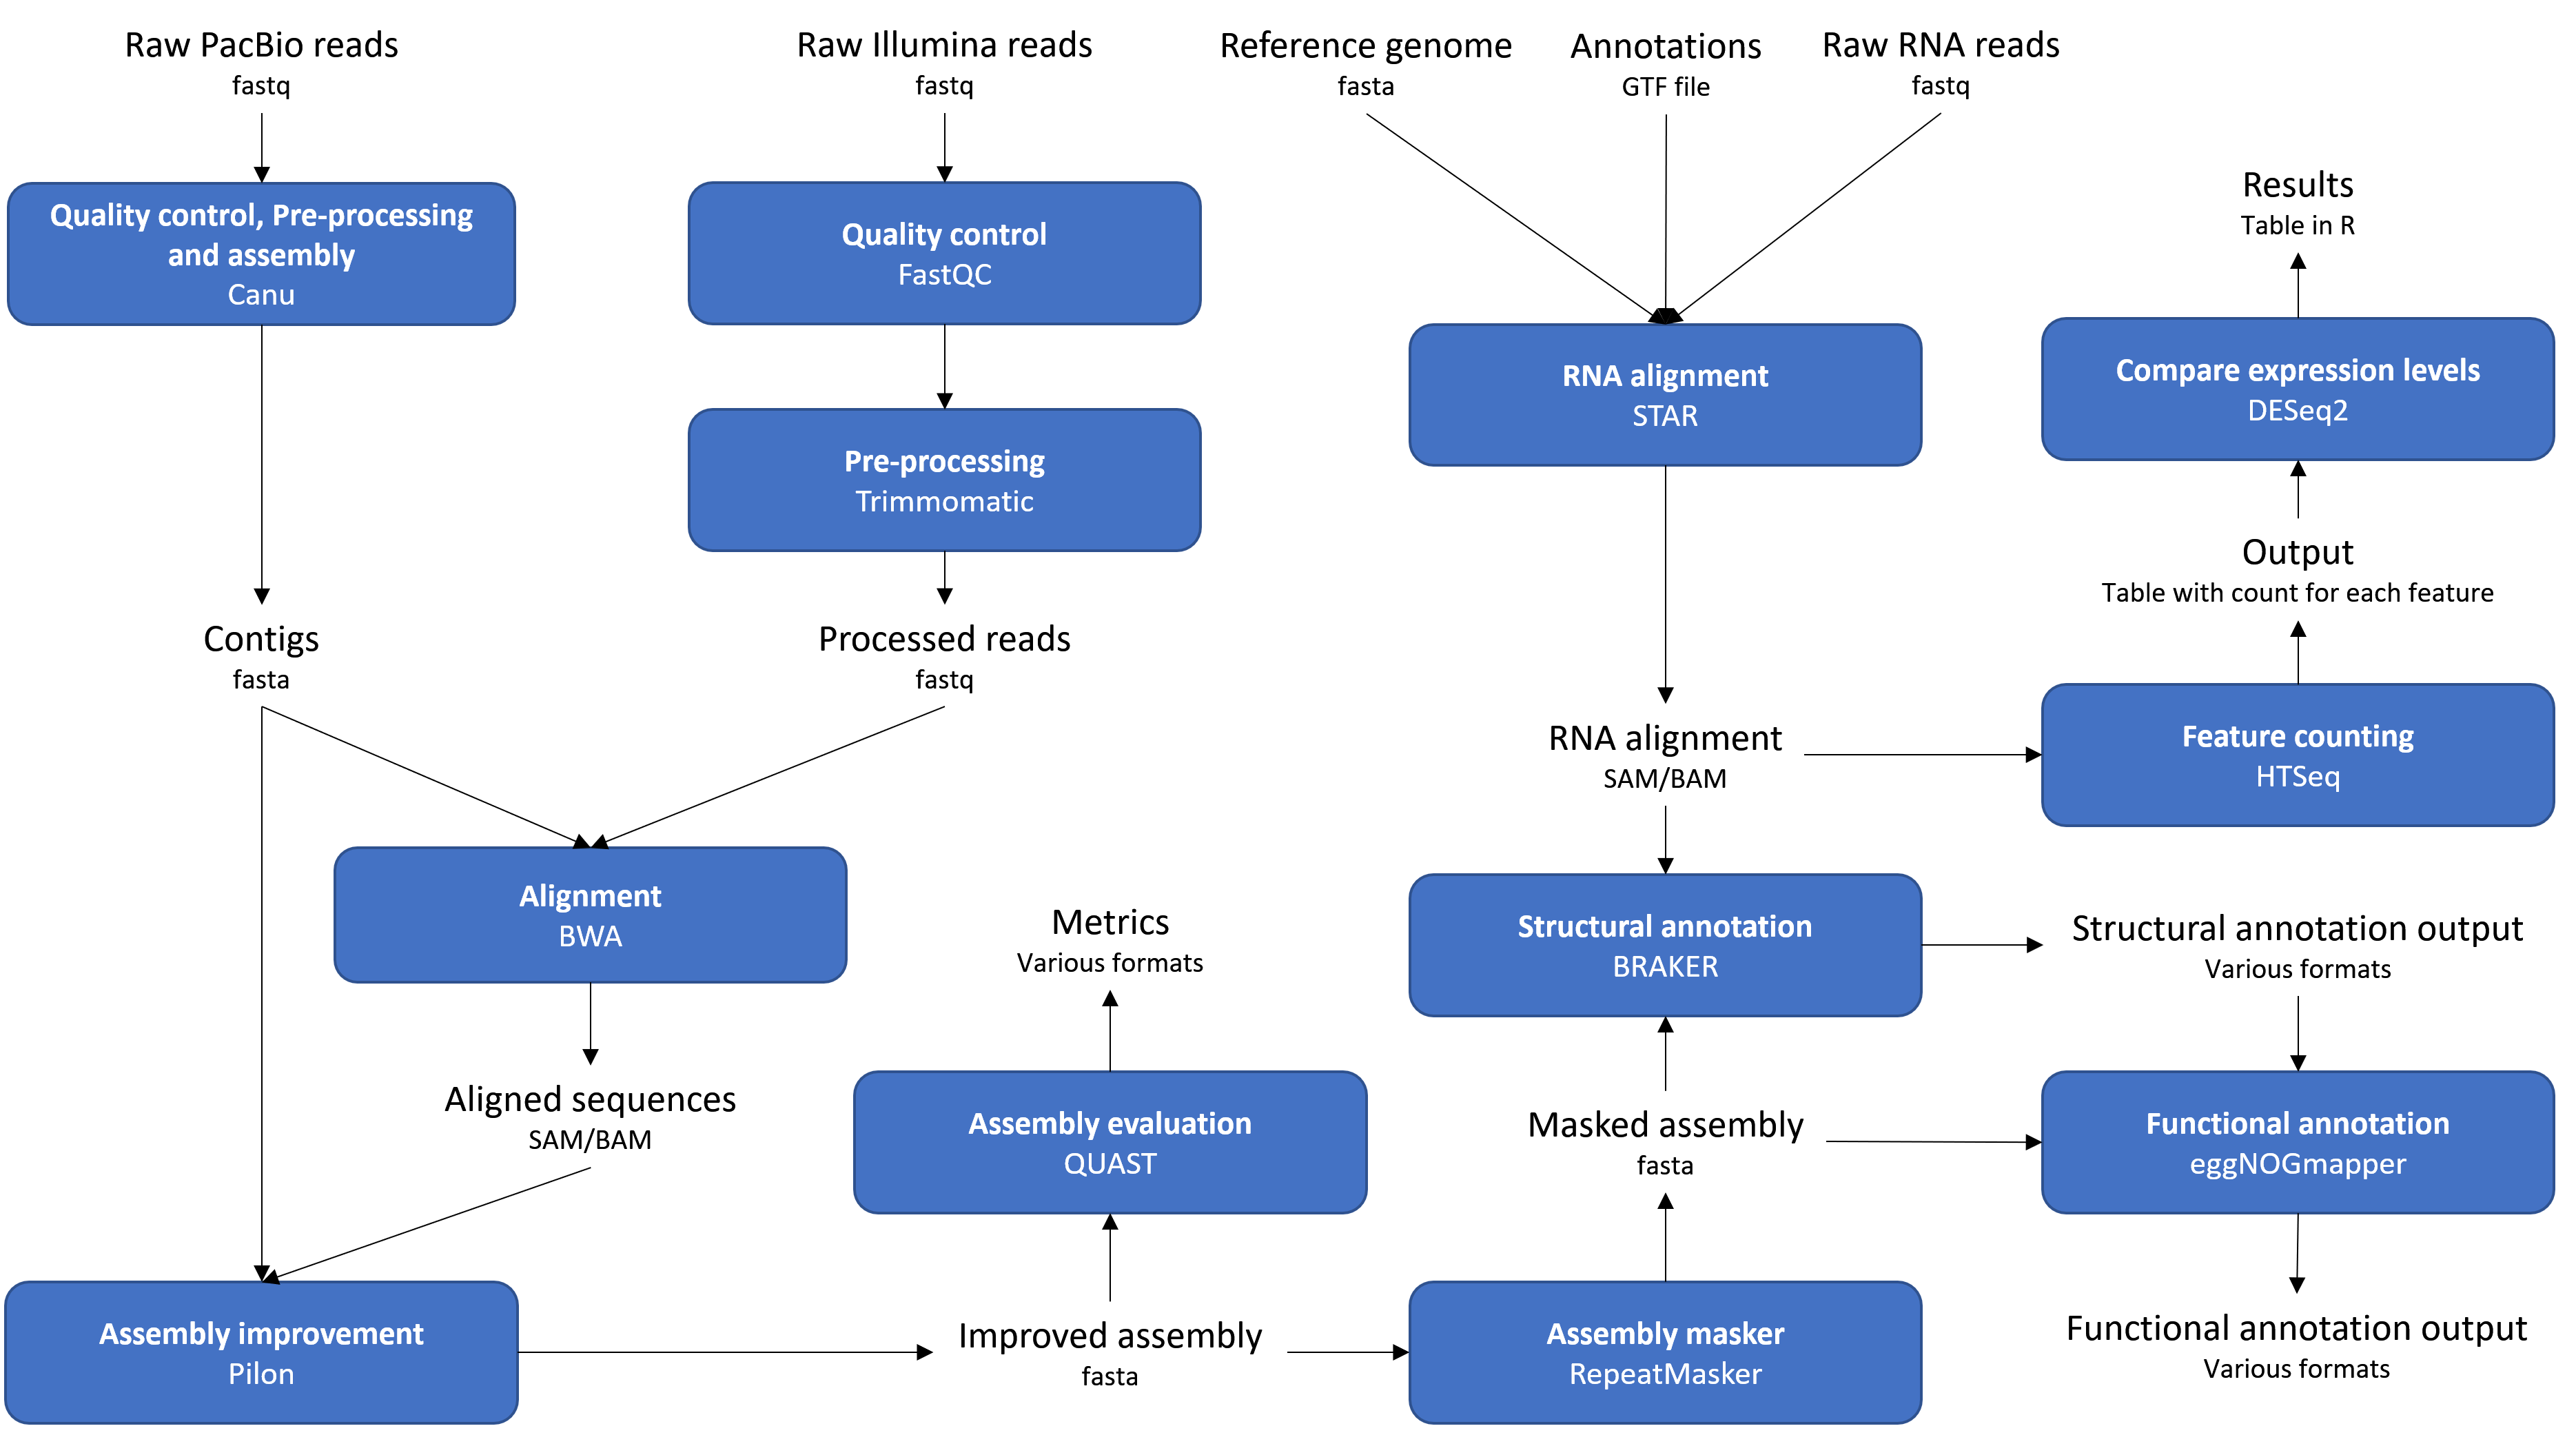 Raw PacBio reads
fastq
Raw Illumina reads
fastq
Reference genome
fasta
Annotations
GTF file
Raw RNA reads
fastq
Quality control, Pre-processing
and assembly
Canu
Quality control
FastQC
Results
Table in R
RNA alignment
STAR
Compare expression levels
DESeq2
Pre-processing
Trimmomatic
Output
Table with count for each feature
Contigs
fasta
Processed reads
fastq
RNA alignment
SAM/BAM
Feature counting
HTSeq
Alignment
BWA
Metrics
Various formats
Structural annotation
BRAKER
Structural annotation output
Various formats
Aligned sequences
SAM/BAM
Assembly evaluation
QUAST
Masked assembly
fasta
Functional annotation
eggNOGmapper
Assembly improvement
Pilon
Improved assembly
fasta
Assembly masker
RepeatMasker
Functional annotation output
Various formats